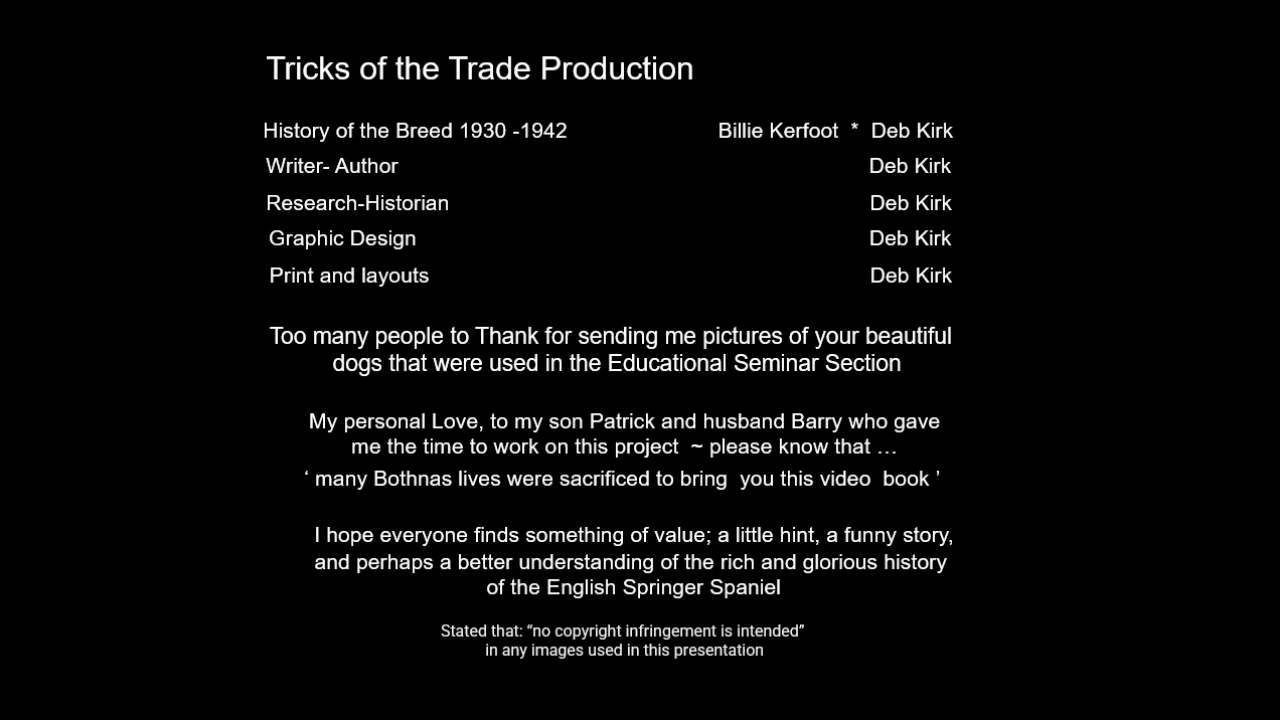 Tricks of the Trade Production
History of the Breed 1930 -1942 Billie Kerfoot * Deb Kirk
Writer- Author Deb Kirk
Research-Historian Deb Kirk
Graphic Design Deb Kirk
Print and layouts Deb Kirk
Too many people to Thank for sending me pictures of your beautiful
dogs that were used in the Educational Seminar Section
My personal Love, to my son Patrick and husband Barry who gave
me the time to work on this project ~ please know that …
‘ many Bothnas lives were sacrificed to bring you this video book ’
I hope everyone finds something of value; a little hint, a funny story,
and perhaps a better understanding of the rich and glorious history
of the English Springer Spaniel
Stated that: “no copyright infringement is intended”
in any images used in this presentation